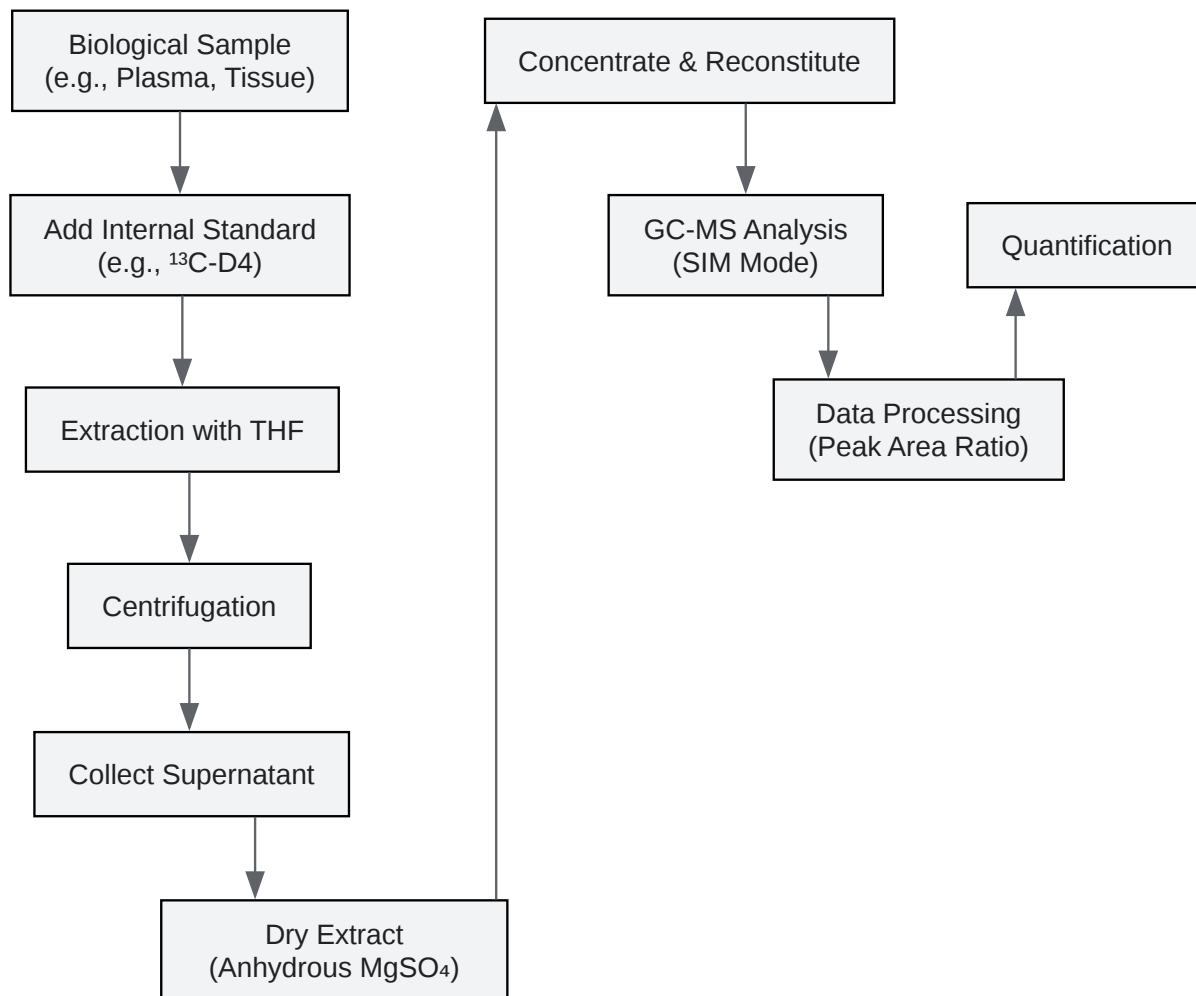 Biological Sample
(e.g., Plasma, Tissue)
Add Internal Standard
(e.g., ¹³C-D4)
Extraction with THF
Centrifugation
Collect Supernatant
Dry Extract
(Anhydrous MgSO₄)
Concentrate & Reconstitute
GC-MS Analysis
(SIM Mode)
Data Processing
(Peak Area Ratio)
Quantification